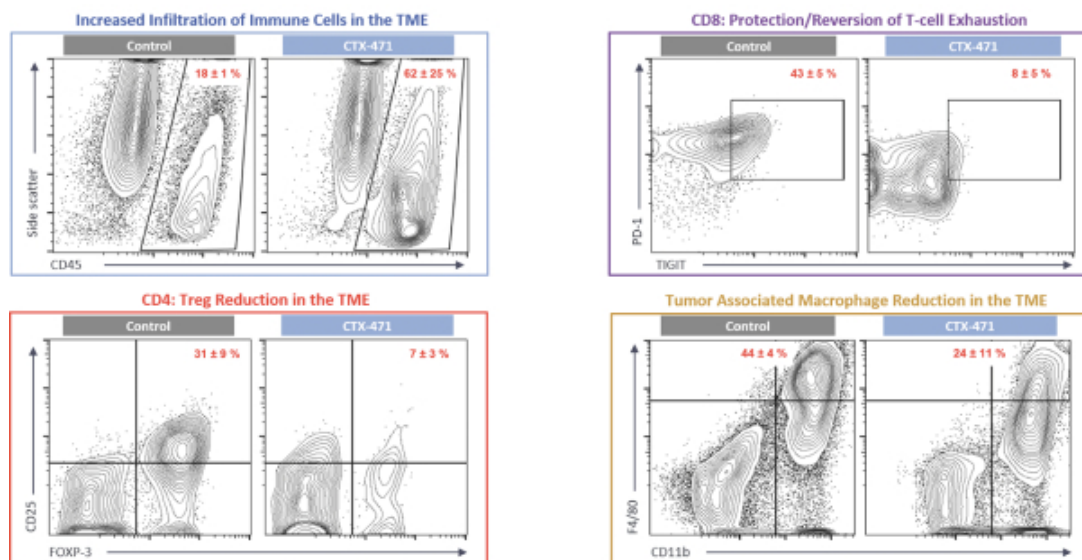 Increased Infiltration of Immune Cells in the TME
Control
CTX-471
18 ± 1 %
62 ± 25 %
Side scatter
CD45
CD8: Protection/Reversion of T-cell Exhaustion
Control
CTX-471
43 ± 5 %
8 ± 5 %
PD-1
TIGIT
CD4: Treg Reduction in the TME
Control
CTX-471
31 ± 9 %
7 ± 3 %
CD25
FOXP-3
Tumor Associated Macrophage Reduction in the TME
Control
CTX-471
44 ± 4 %
24 ± 11 %
F4/80
CD11b